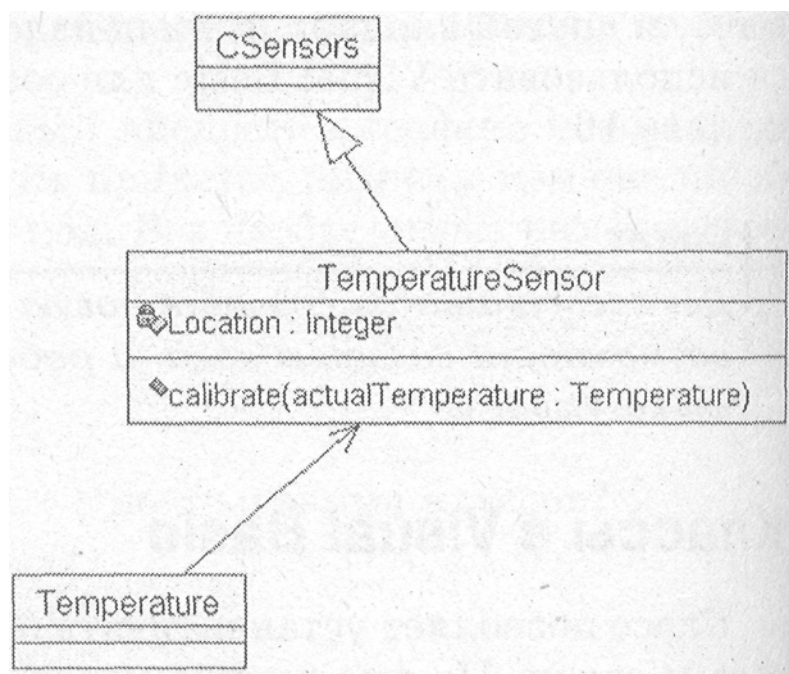 CSensors
TemperatureSensor
Location : Integer
calibrate(actualTemperature : Temperature)
Temperature